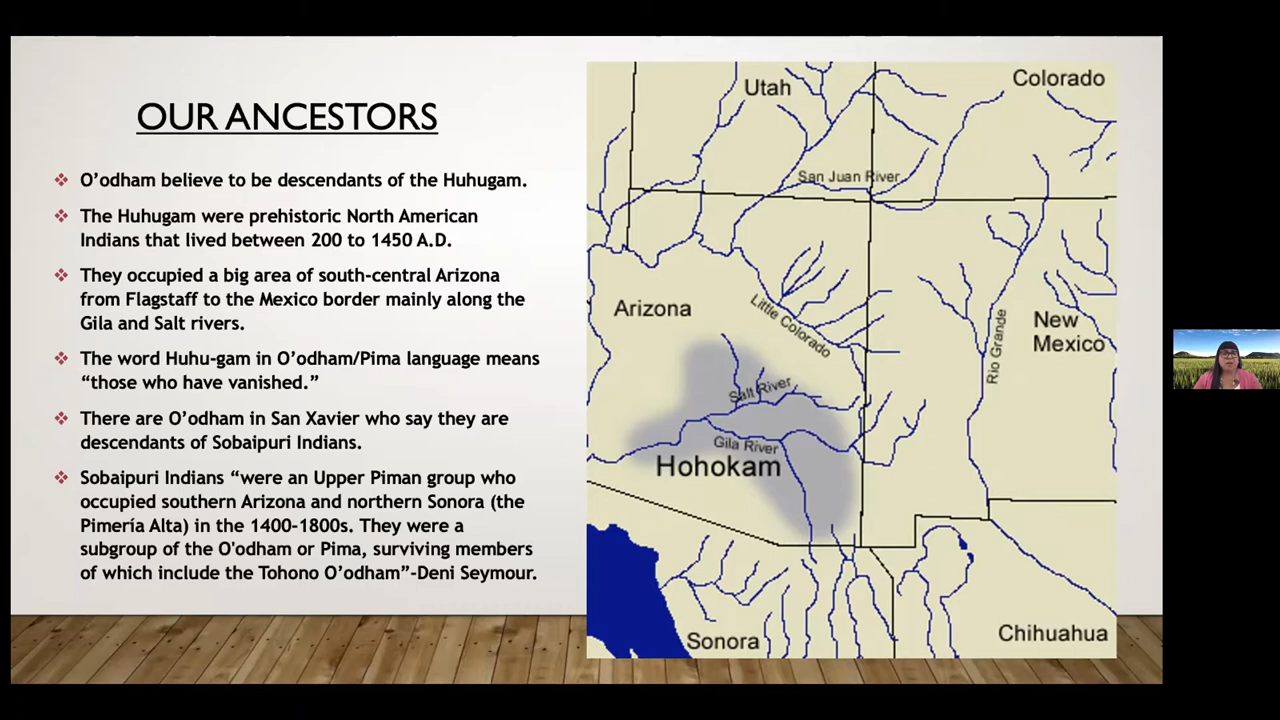 OUR ANCESTORS
O’odham believe to be descendants of the Huhugam.
The Huhugam were prehistoric North American
Indians that lived between 200 to 1450 A.D.
They occupied a big area of south-central Arizona
from Flagstaff to the Mexico border mainly along the
Gila and Salt rivers.
The word Huhu-gam in O’odham/Pima language means
“those who have vanished.”
There are O’odham in San Xavier who say they are
descendants of Sobaipuri Indians.
Sobaipuri Indians “were an Upper Piman group who
occupied southern Arizona and northern Sonora (the
Pimería Alta) in the 1400-1800s. They were a
subgroup of the O'odham or Pima, surviving members
of which include the Tohono O’odham”-Deni Seymour.
Utah
Colorado
San Juan River
Arizona
Little Colorado
Rio Grande
New
Mexico
Salt River
Gila River
Hohokam
Sonora
Chihuahua